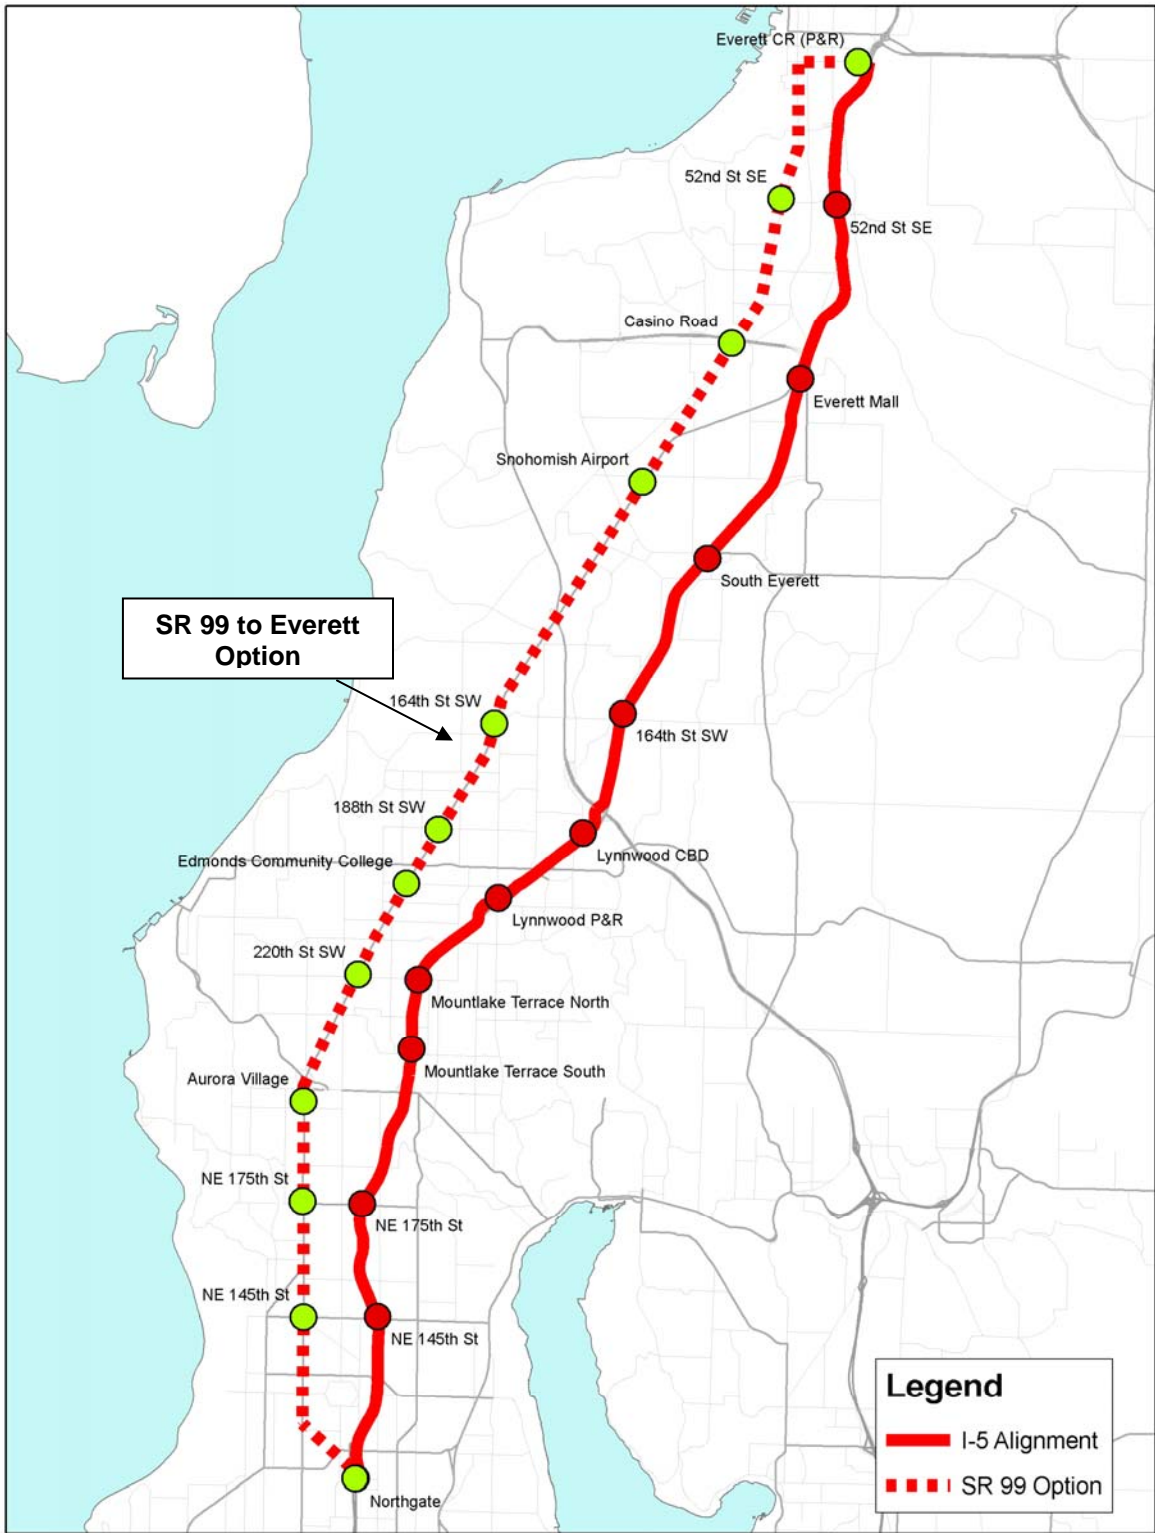 Everett CR (P&R)
52nd St SE
52nd St SE
Casino Road
Everett Mall
Snohomish Airport
South Everett
SR 99 to Everett
Option
164th St SW
164th St SW
188th St SW
Lynnwood CBD
Edmonds Community College
Lynnwood P&R
220th St SW
Mountlake Terrace North
Mountlake Terrace South
Aurora Village
NE 175th St
NE 175th St
NE 145th St
NE 145th St
Northgate
Legend
I-5 Alignment
SR 99 Option